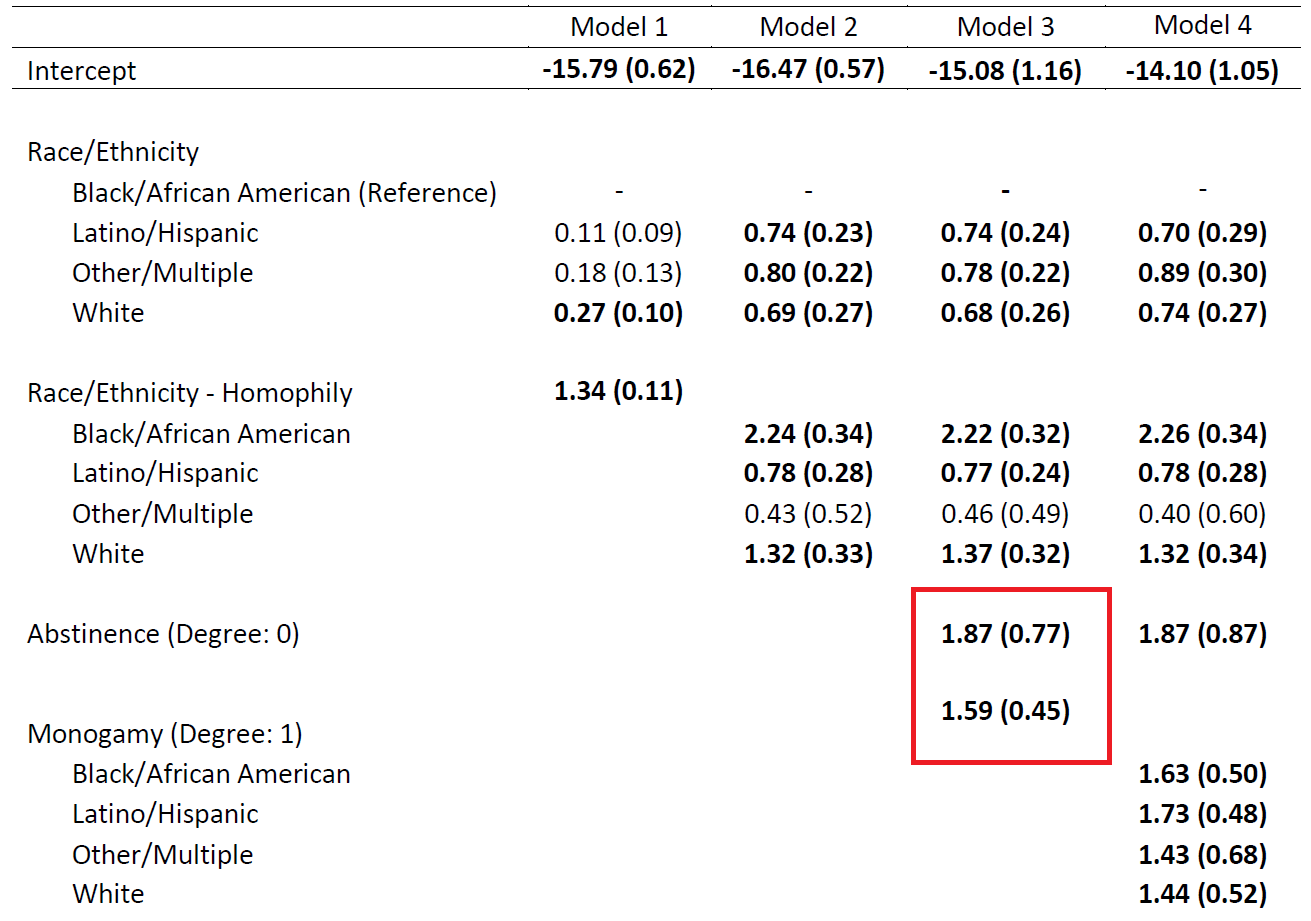 Model 1 Model 2 Model 3 Model 4
Intercept -15.79 (0.62) -16.47 (0.57) -15.08 (1.16) -14.10 (1.05)
Race/Ethnicity
Black/African American (Reference) - - - -
Latino/Hispanic 0.11 (0.09) 0.74 (0.23) 0.74 (0.24) 0.70 (0.29)
Other/Multiple 0.18 (0.13) 0.80 (0.22) 0.78 (0.22) 0.89 (0.30)
White 0.27 (0.10) 0.69 (0.27) 0.68 (0.26) 0.74 (0.27)
Race/Ethnicity - Homophily 1.34 (0.11)
Black/African American 2.24 (0.34) 2.22 (0.32) 2.26 (0.34)
Latino/Hispanic 0.78 (0.28) 0.77 (0.24) 0.78 (0.28)
Other/Multiple 0.43 (0.52) 0.46 (0.49) 0.40 (0.60)
White 1.32 (0.33) 1.37 (0.32) 1.32 (0.34)
Abstinence (Degree: 0) 1.87 (0.77) 1.87 (0.87)
Monogamy (Degree: 1) 1.59 (0.45)
Black/African American 1.63 (0.50)
Latino/Hispanic 1.73 (0.48)
Other/Multiple 1.43 (0.68)
White 1.44 (0.52)